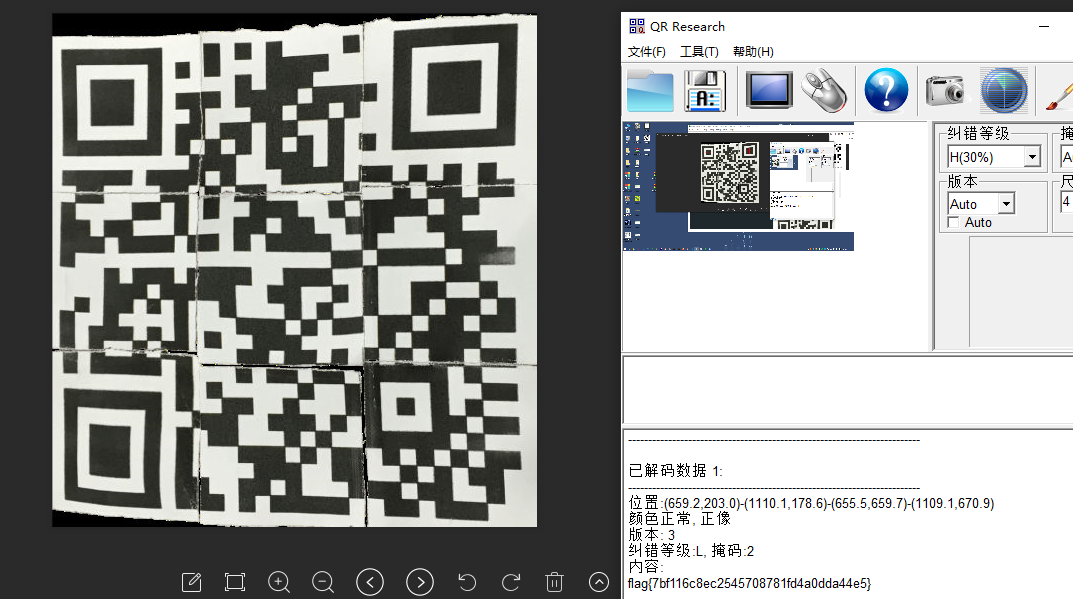 QR Research
文件(F) 工具(T) 帮助(H)
A:
纠错等级
H(30%)
版本
Auto
4
Auto
已解码数据 1:
位置:(659.2,203.0)-(1110.1,178.6)-(655.5,659.7)-(1109.1,670.9)
颜色正常, 正像
版本: 3
纠错等级:L, 掩码:2
内容:
flag{7bf116c8ec2545708781fd4a0dda44e5}